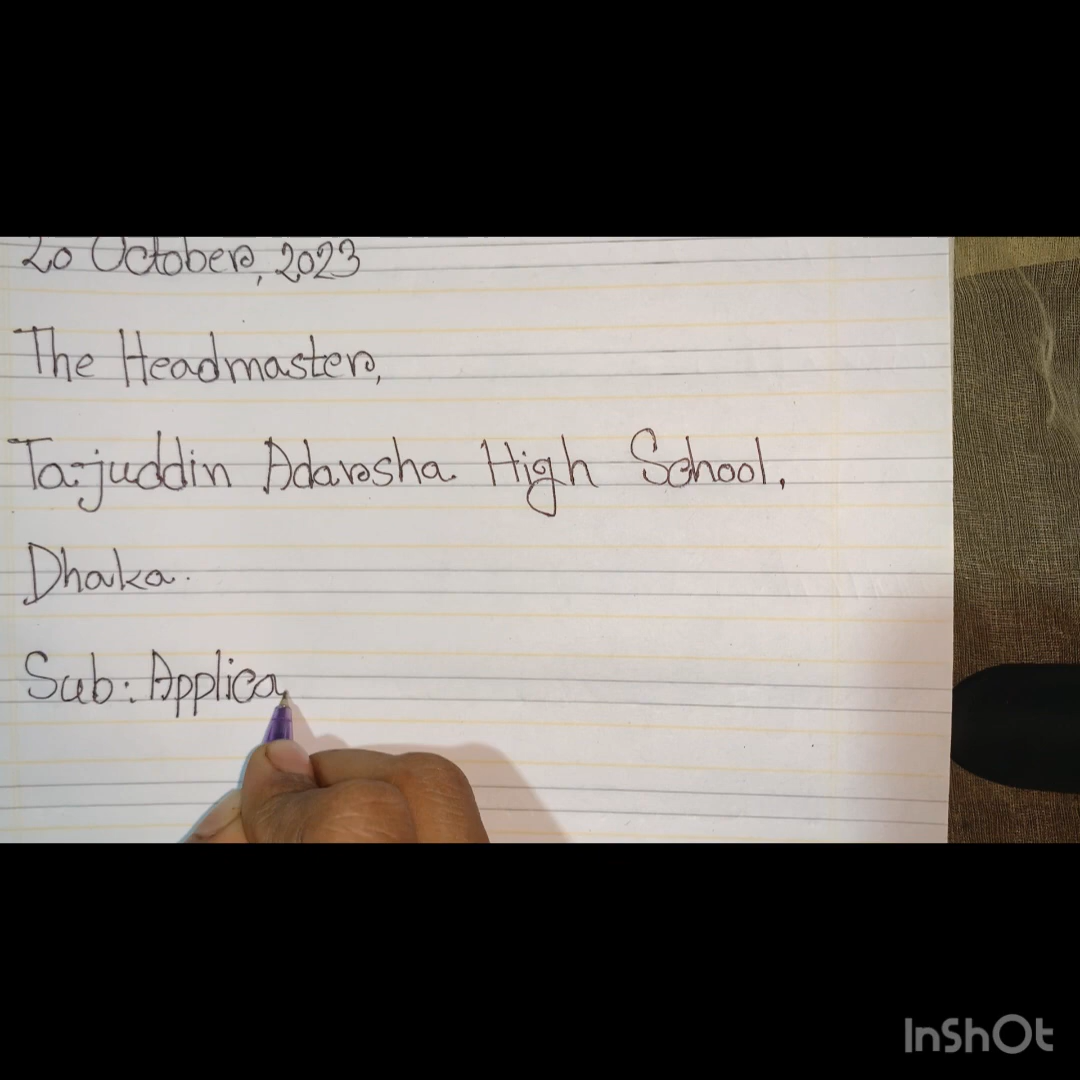 20 October, 2023
The Headmaster,
Tajuddin Adarsha High School,
Dhaka.
Sub: Applica
InShOt